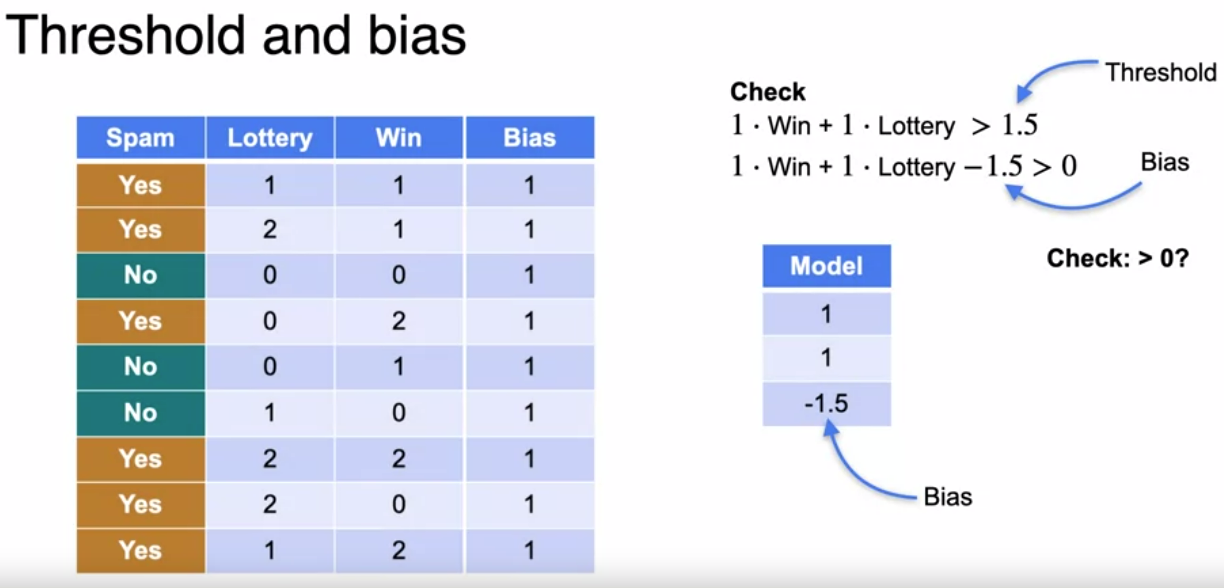 Threshold and bias
Spam Lottery Win Bias
Yes 1 1 1
Yes 2 1 1
No 0 0 1
Yes 0 2 1
No 0 1 1
No 1 0 1
Yes 2 2 1
Yes 2 0 1
Yes 1 2 1
Threshold
Check
1 · Win + 1 · Lottery > 1.5
1 · Win + 1 · Lottery −1.5 > 0
Bias
Check: > 0?
Model
1
1
-1.5
Bias